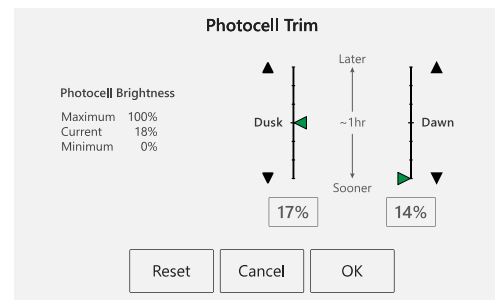 Photocell Trim
Photocell Brightness
Maximum 100%
Current 18%
Minimum 0%
Later
Dusk ~1hr Dawn
Sooner
17% 14%
Reset Cancel OK